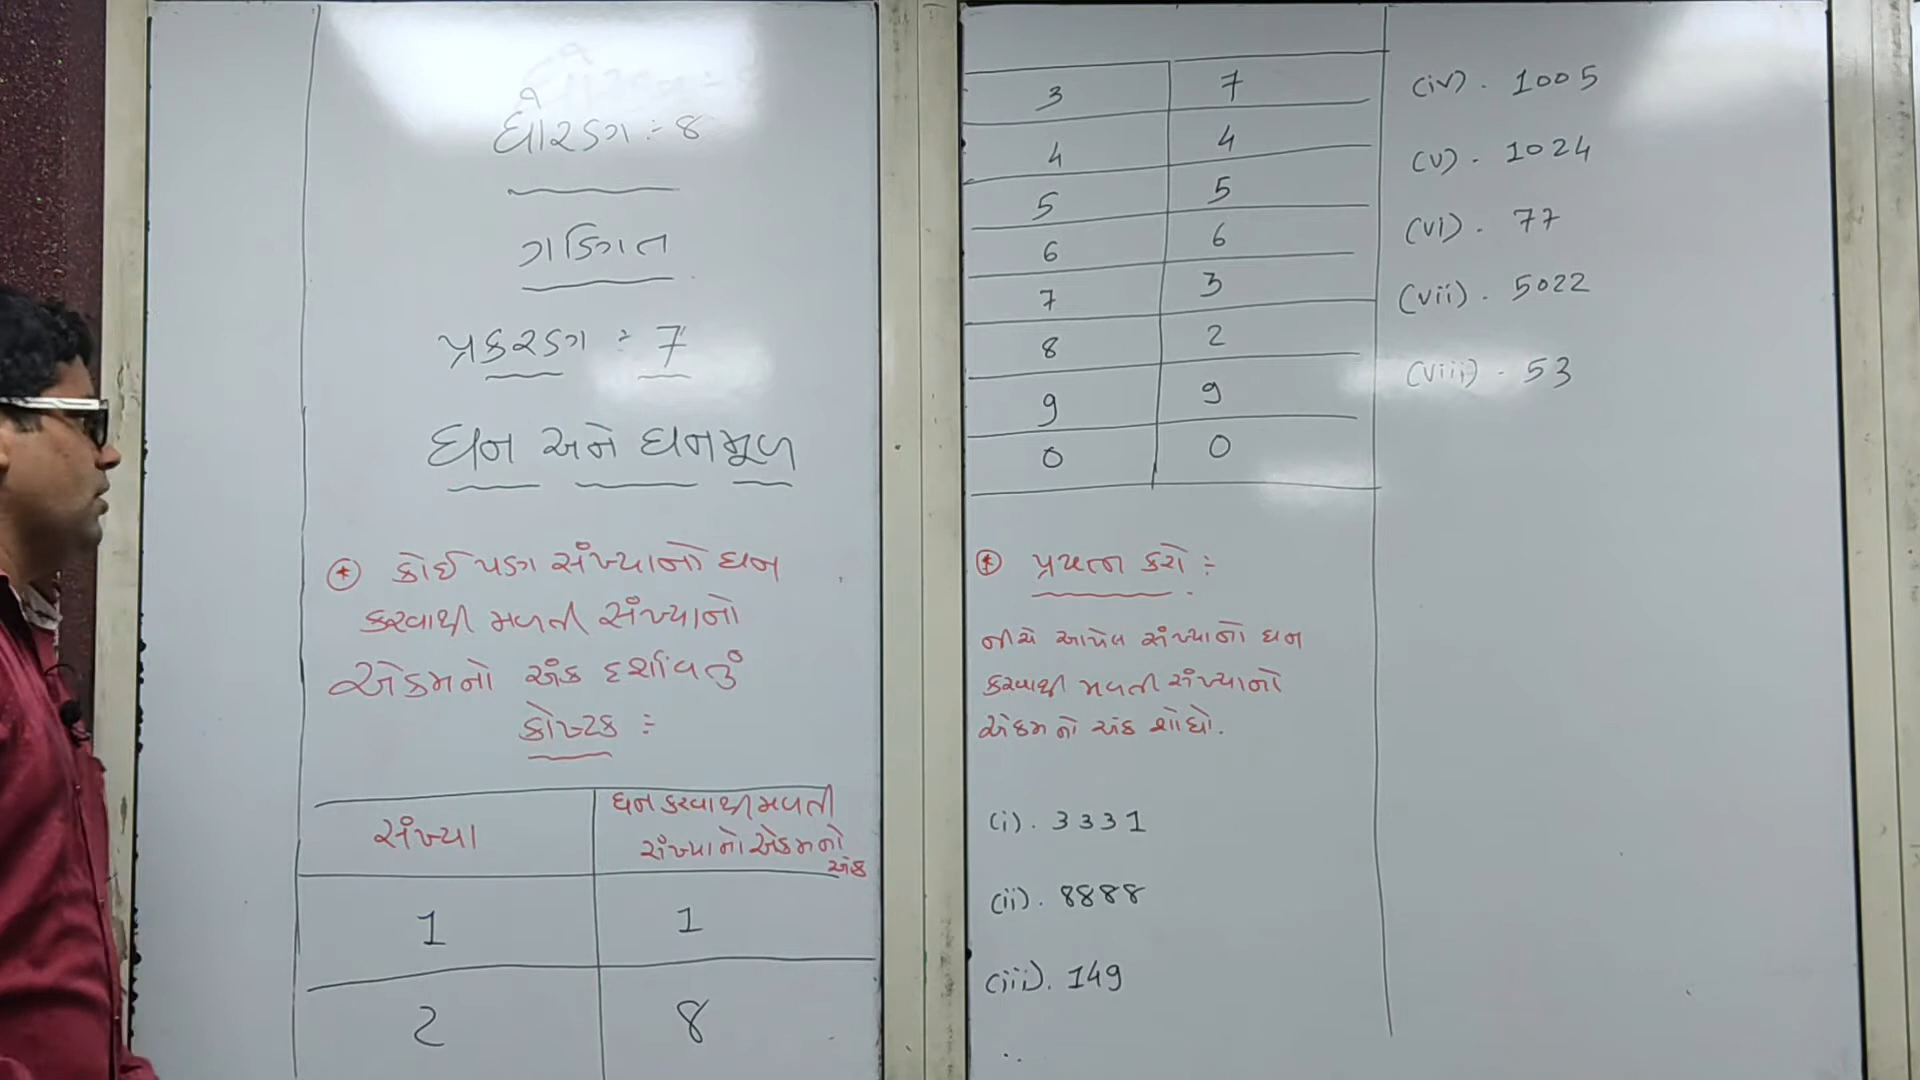 ધોરણ :- ૮
ગણિત
પ્રકરણ :- 7
ઘન અને ઘનમૂળ
* કોઈ પણ સંખ્યાનો ઘન
કરવાથી મળતી સંખ્યાનો
એકમનો અંક દર્શાવતું
કોષ્ટક :-
સંખ્યા ઘન કરવાથી મળતી
સંખ્યાનો એકમનો
અંક
1 1
2 8
3 7
4 4
5 5
6 6
7 3
8 2
9 9
0 0
* પ્રયત્ન કરો :-
નીચે આપેલ સંખ્યાનો ઘન
કરવાથી મળતી સંખ્યાનો
એકમનો અંક શોધો.
(i). 3331
(ii). 8888
(iii). 149
(iv). 1005
(v). 1024
(vi). 77
(vii). 5022
(viii). 53